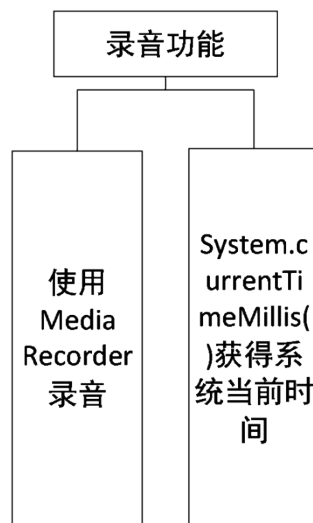 录音功能
使用
Media
Recorder
录音
System.c
urrentTi
meMillis(
)获得系
统当前时
间